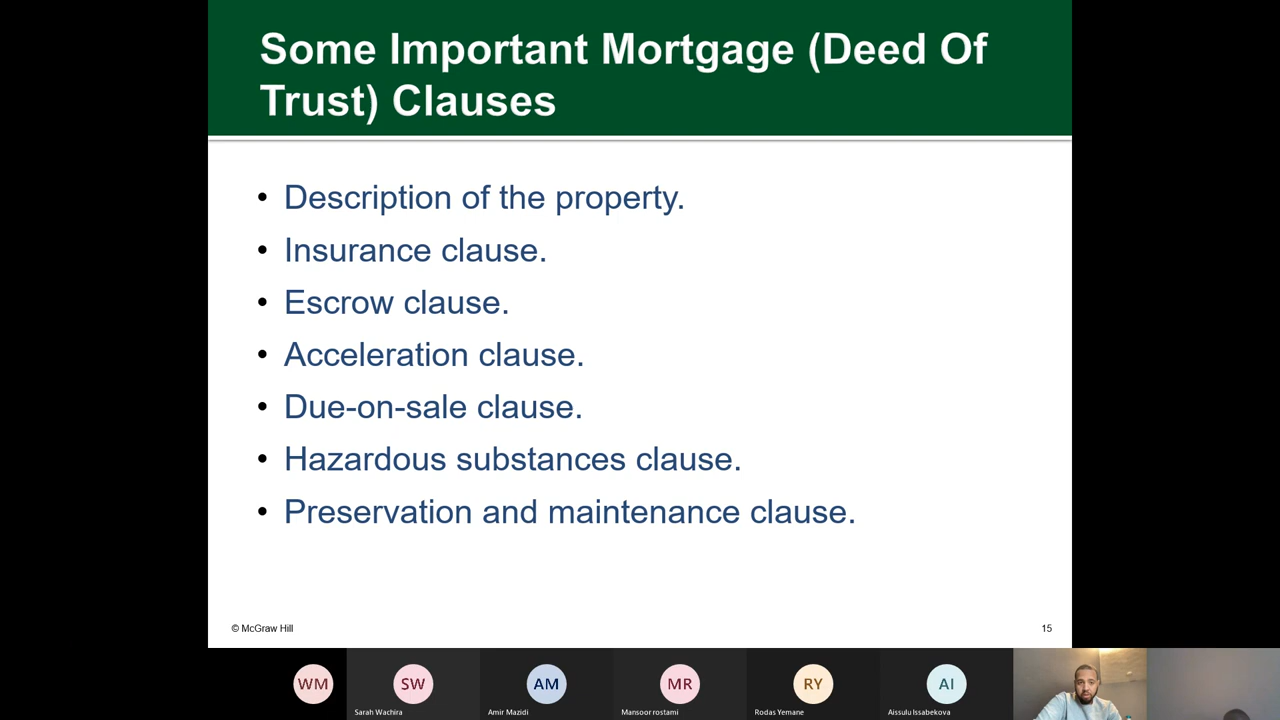 Some Important Mortgage (Deed Of
Trust) Clauses
• Description of the property.
• Insurance clause.
• Escrow clause.
• Acceleration clause.
• Due-on-sale clause.
• Hazardous substances clause.
• Preservation and maintenance clause.
© McGraw Hill
15
WM
SW
AM
MR
RY
AI
Sarah Wachira
Amir Mazidi
Mansoor rostami
Rodas Yemane
Aissulu Issabekova